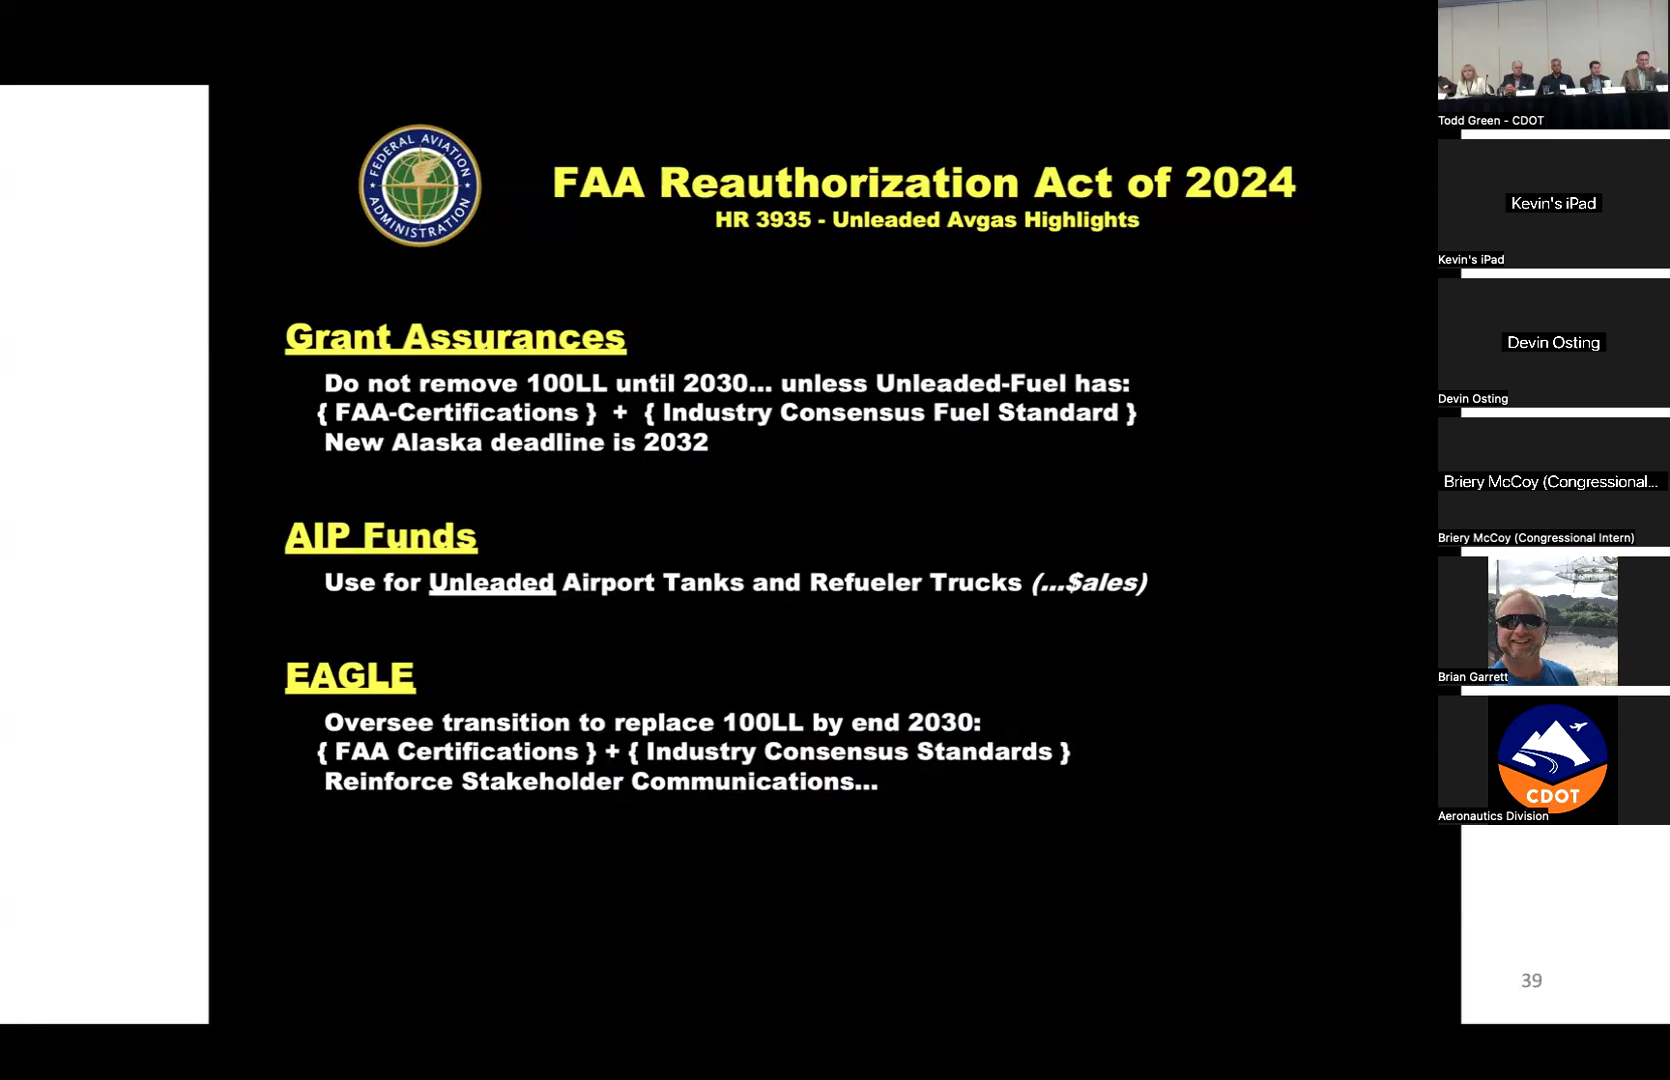 FEDERAL AVIATION
ADMINISTRATION
FAA Reauthorization Act of 2024
HR 3935 - Unleaded Avgas Highlights
Grant Assurances
Do not remove 100LL until 2030... unless Unleaded-Fuel has:
{ FAA-Certifications } + { Industry Consensus Fuel Standard }
New Alaska deadline is 2032
AIP Funds
Use for Unleaded Airport Tanks and Refueler Trucks (...$ales)
EAGLE
Oversee transition to replace 100LL by end 2030:
{ FAA Certifications } + { Industry Consensus Standards }
Reinforce Stakeholder Communications...
39
Todd Green - CDOT
Kevin's iPad
Kevin's iPad
Devin Osting
Devin Osting
Briery McCoy (Congressional...
Briery McCoy (Congressional Intern)
Brian Garrett
CDOT
Aeronautics Division